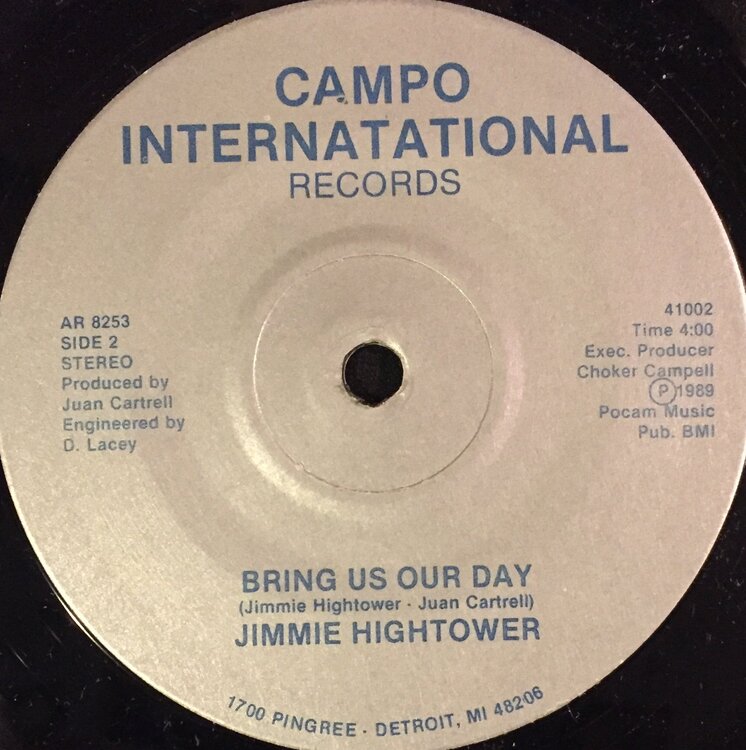 CAMPO
INTERNATATIONAL
RECORDS
AR 8253
SIDE 2
STEREO
Produced by
Juan Cartrell
Engineered by
D. Lacey
41002
Time 4:00
Exec. Producer
Choker Campell
Ⓟ1989
Pocam Music
Pub. BMI
BRING US OUR DAY
(Jimmie Hightower · Juan Cartrell)
JIMMIE HIGHTOWER
1700 PINGREE · DETROIT, MI 48206